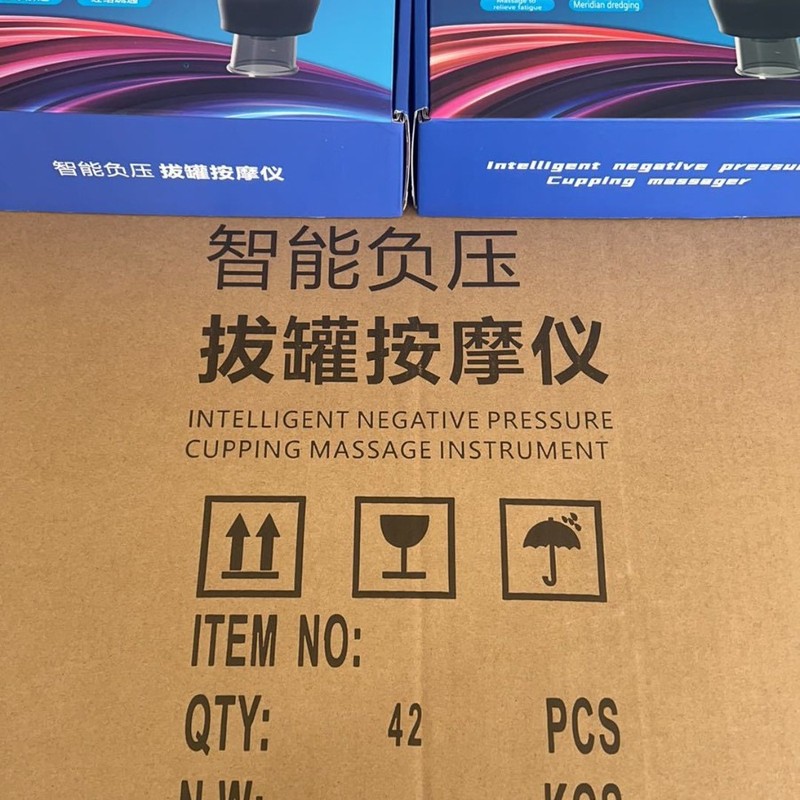 Massage to
relieve fatigue
Meridian dredging
智能负压 拔罐按摩仪
Intelligent negative
Cupping massager
智能负压
拔罐按摩仪
INTELLIGENT NEGATIVE PRESSURE
CUPPING MASSAGE INSTRUMENT
ITEM NO:
QTY: 42 PCS
N.W: KGS